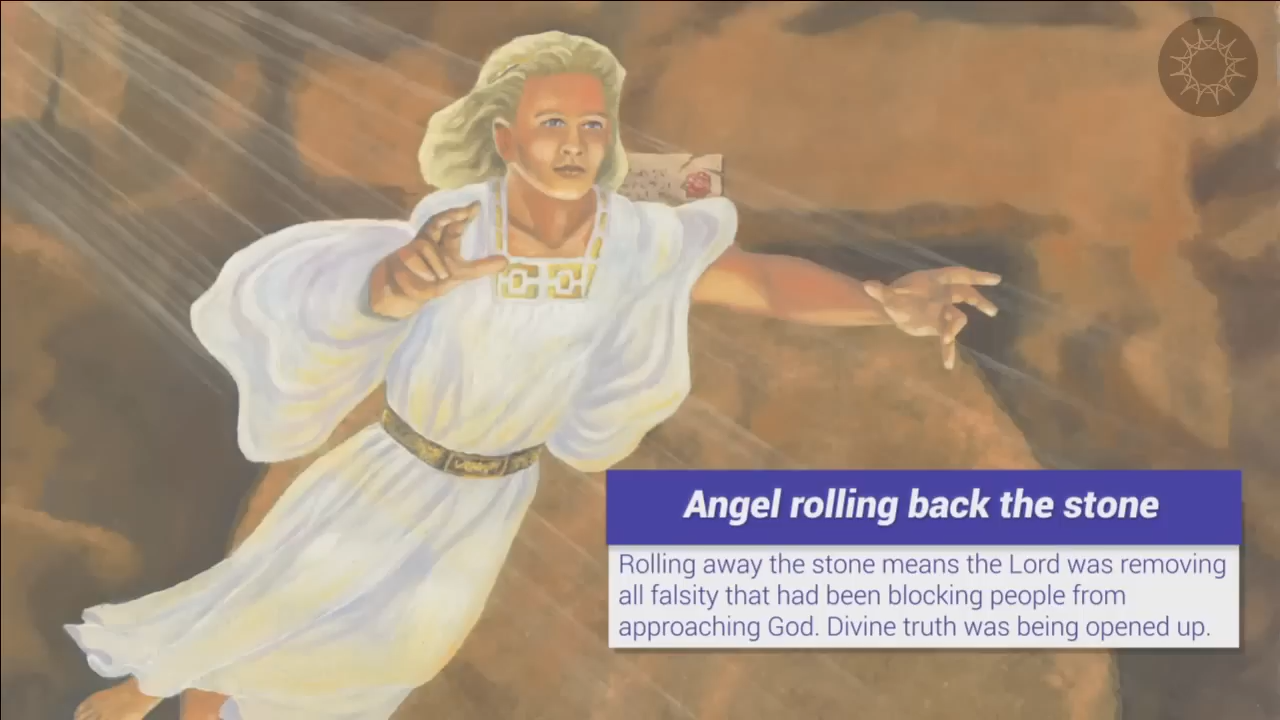 Angel rolling back the stone
Rolling away the stone means the Lord was removing
all falsity that had been blocking people from
approaching God. Divine truth was being opened up.